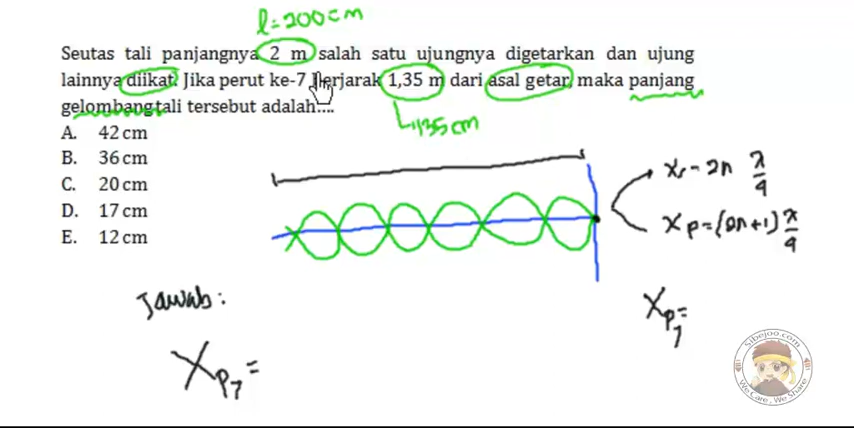 l = 200 cm
Seutas tali panjangnya 2 m salah satu ujungnya digetarkan dan ujung
lainnya diikat. Jika perut ke-7 berjarak 1,35 m dari asal getar, maka panjang
gelombang tali tersebut adalah....
135 cm
A. 42 cm
B. 36 cm
C. 20 cm
D. 17 cm
E. 12 cm
Xs = 2n λ/4
Xp = (2n+1) λ/4
Jawab:
Xp7 =
Xp7 =
Sibejoo.com
We Care, We Share